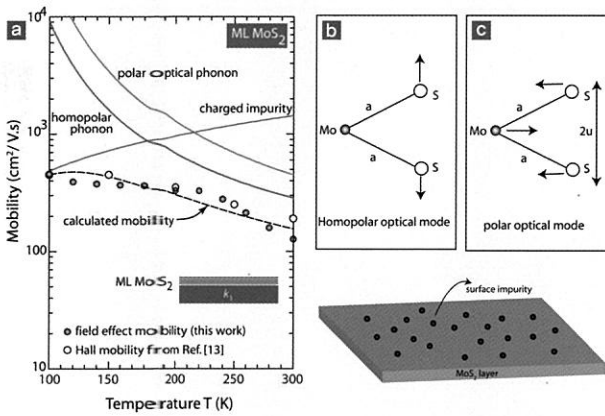 a
ML MoS2
polar optical phonon
charged impurity
homopolar
phonon
calculated mobility
ML MoS2
k1
field effect mobility (this work)
Hall mobility from Ref. [13]
10⁴
10³
100
10
Mobility (cm²/ V.s)
100
150
200
250
300
Temperature T (K)
b
S
a
Mo
a
S
Homopolar optical mode
c
S
a
Mo
2u
a
S
polar optical mode
surface impurity
MoS2 layer